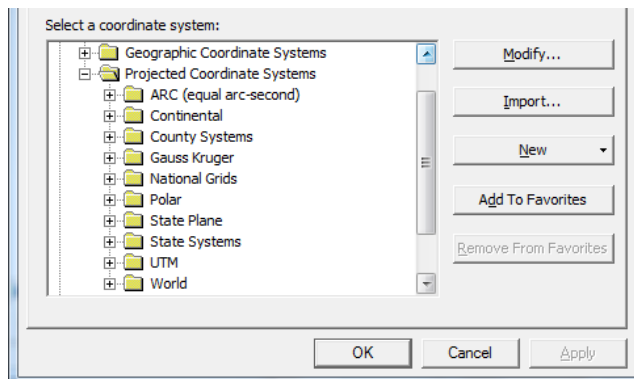 Select a coordinate system:
Geographic Coordinate Systems
Projected Coordinate Systems
ARC (equal arc-second)
Continental
County Systems
Gauss Kruger
National Grids
Polar
State Plane
State Systems
UTM
World
Modify...
Import...
New
Add To Favorites
Remove From Favorites
OK
Cancel
Apply